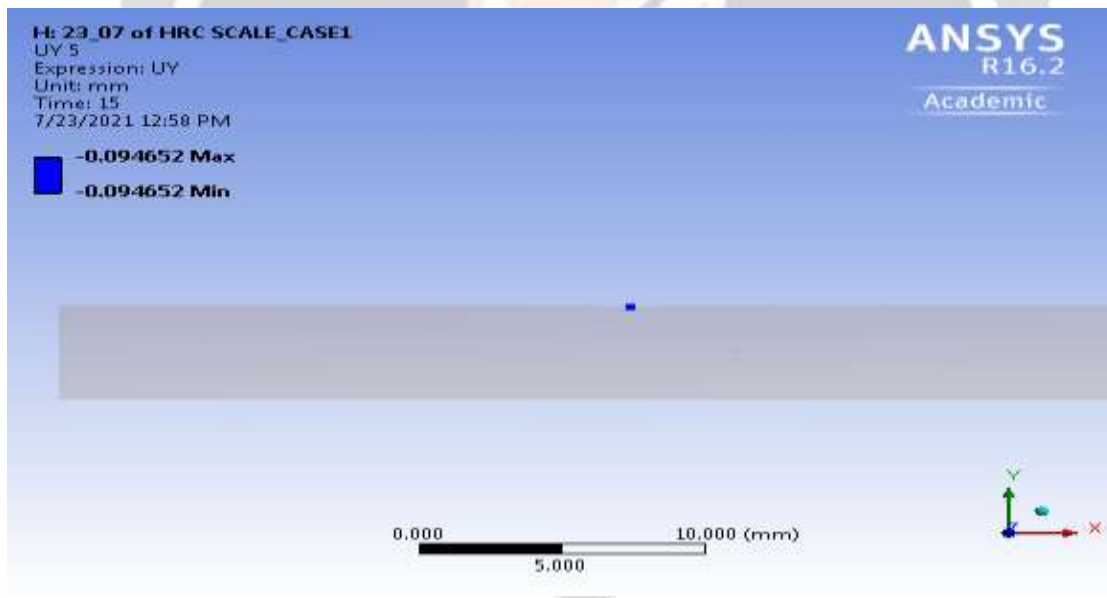 H: 23_07 of HRC SCALE_CASE1
UY 5
Expression: UY
Unit: mm
Time: 15
7/23/2021 12:58 PM
-0.094652 Max
-0.094652 Min
ANSYS
R16.2
Academic
0.000
10.000 (mm)
5.000
Y
X